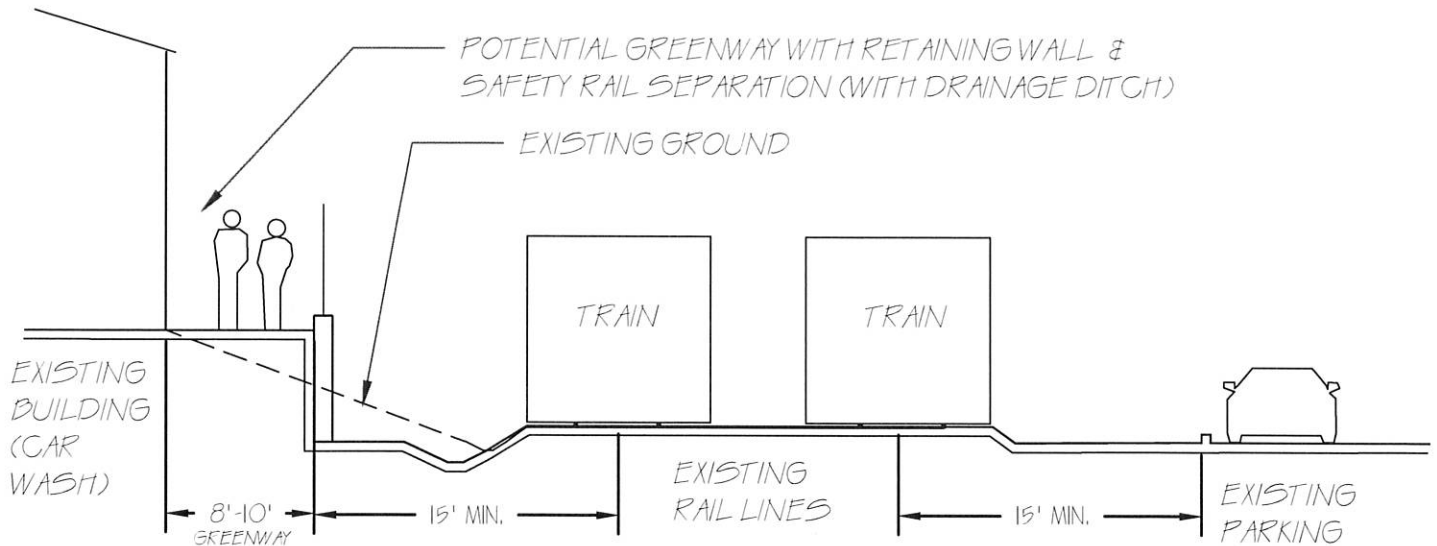 POTENTIAL GREENWAY WITH RETAINING WALL &
SAFETY RAIL SEPARATION (WITH DRAINAGE DITCH)
EXISTING GROUND
TRAIN
TRAIN
EXISTING
BUILDING
(CAR
WASH)
8'-10'
GREENWAY
15' MIN.
EXISTING
RAIL LINES
15' MIN.
EXISTING
PARKING